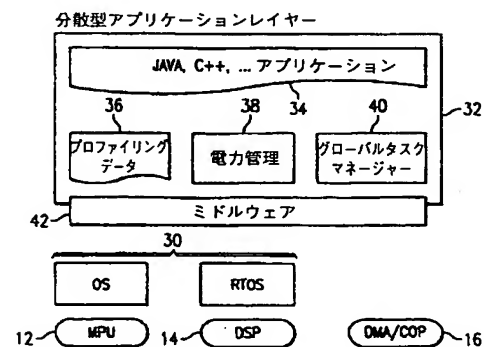 分散型アプリケーションレイヤー
JAVA, C++, ... アプリケーション
34
36
38
40
32
プロファイリング
データ
電力管理
グローバルタスク
マネージャー
42
ミドルウェア
30
OS
RTOS
12
MPU
14
DSP
DMA/COP
16